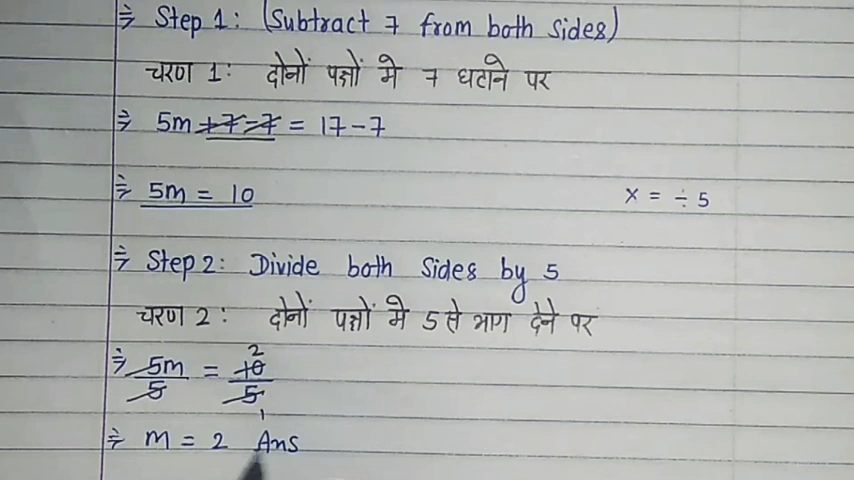 ⇒ Step 1: (Subtract 7 from both sides)
चरण 1: दोनों पक्षों मे 7 घटाने पर
⇒ 5m +7-7 = 17-7
⇒ 5m = 10
x = ÷ 5
⇒ Step 2: Divide both sides by 5
चरण 2: दोनों पक्षों मे 5 से भाग देने पर
2
⇒ 5m/5 = 10/5
1
⇒ m = 2 Ans